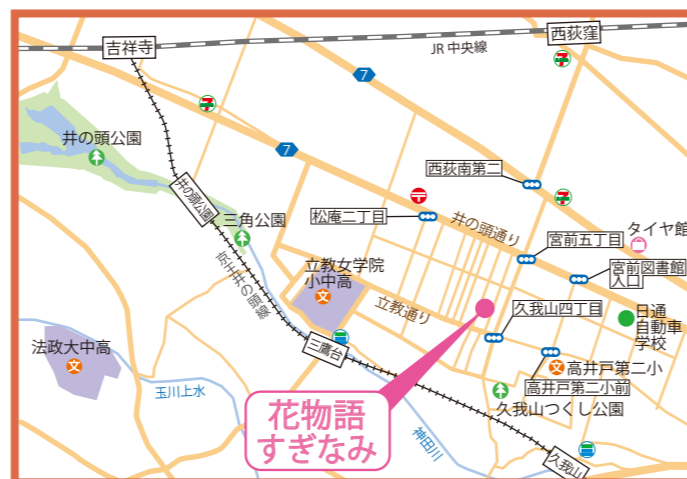 吉祥寺
JR 中央線
西荻窪
7
7
井の頭公園
井の頭公園
三角公園
西荻南第二
松庵二丁目
井の頭通り
宮前五丁目
タイヤ館
宮前図書館
入口
京王井の頭線
立教女学院
小中高
文
立教通り
久我山四丁目
日通
自動車
学校
法政大中高
文
三鷹台
文
高井戸第二小
高井戸第二小前
玉川上水
花物語
すぎなみ
久我山つくし公園
神田川
久我山